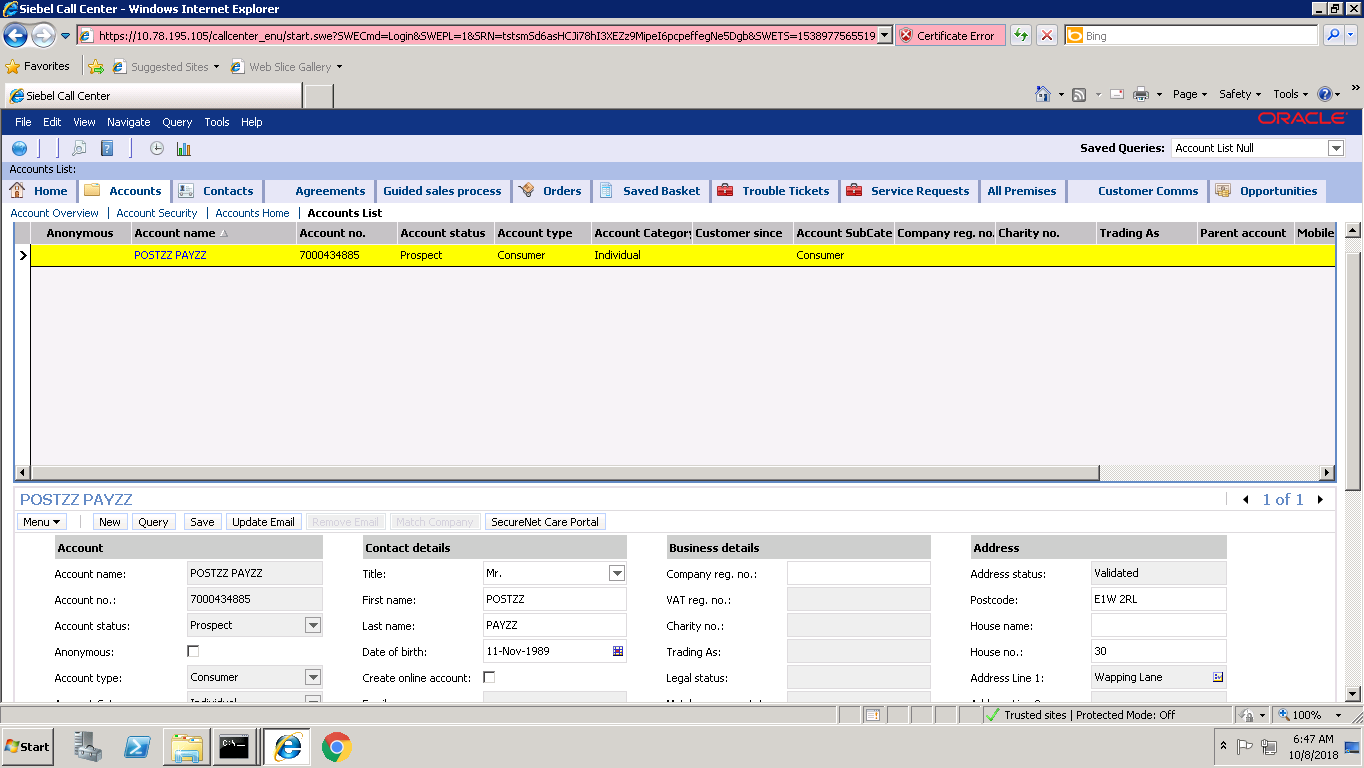 Siebel Call Center - Windows Internet Explorer
https://10.78.195.105/callcenter_enu/start.swe?SWECmd=Login&SWEPL=1&SRN=tstsmSd6asHCJi78hI3XEZz9MipeI6pcpeffegNe5Dgb&SWETS=1538977565519 Certificate Error Bing
Favorites Suggested Sites Web Slice Gallery
Siebel Call Center Page Safety Tools
File Edit View Navigate Query Tools Help ORACLE
Saved Queries: Account List Null
Accounts List:
Home Accounts Contacts Agreements Guided sales process Orders Saved Basket Trouble Tickets Service Requests All Premises Customer Comms Opportunities
Account Overview | Account Security | Accounts Home | Accounts List
Anonymous Account name Account no. Account status Account type Account Category Customer since Account SubCate Company reg. no. Charity no. Trading As Parent account Mobile
POSTZZ PAYZZ 7000434885 Prospect Consumer Individual Consumer
POSTZZ PAYZZ 1 of 1
Menu New Query Save Update Email Remove Email Match Company SecureNet Care Portal
Account Contact details Business details Address
Account name: POSTZZ PAYZZ Title: Mr. Company reg. no.: Address status: Validated
Account no.: 7000434885 First name: POSTZZ VAT reg. no.: Postcode: E1W 2RL
Account status: Prospect Last name: PAYZZ Charity no.: House name:
Anonymous: Date of birth: 11-Nov-1989 Trading As: House no.: 30
Account type: Consumer Create online account: Legal status: Address Line 1: Wapping Lane
Trusted sites | Protected Mode: Off 100%
Start 6:47 AM
10/8/2018